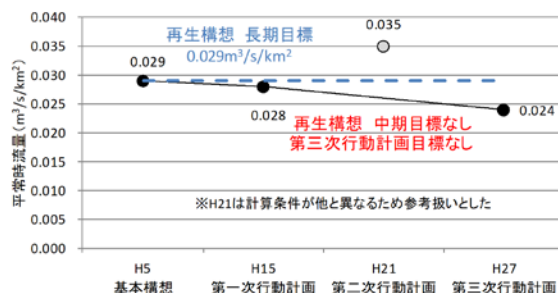 平常時流量(m³/s/km²)
0.040
0.035
0.030
0.025
0.020
0.015
0.010
0.005
0.000
再生構想 長期目標
0.029m³/s/km²
0.029
0.028
0.035
0.024
再生構想 中期目標なし
第三次行動計画目標なし
※H21は計算条件が他と異なるため参考扱いとした
H5 H15 H21 H27
基本構想 第一次行動計画 第二次行動計画 第三次行動計画